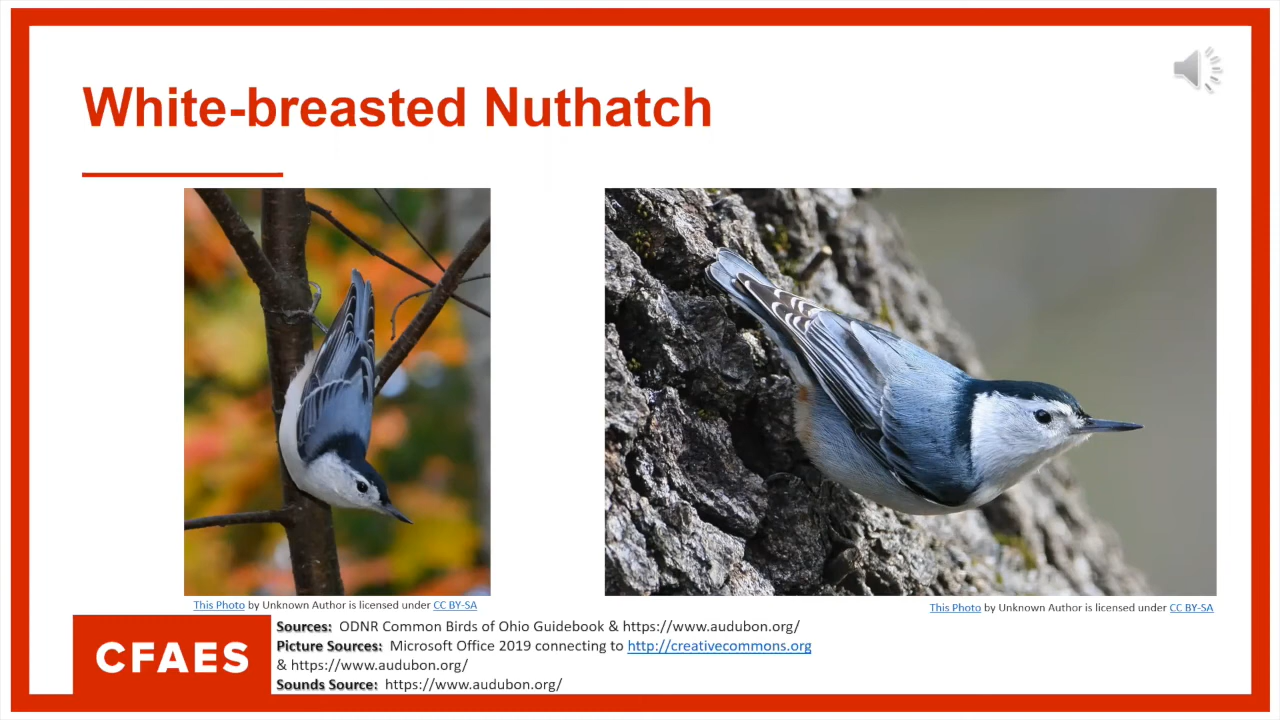 White-breasted Nuthatch
This Photo by Unknown Author is licensed under CC BY-SA
This Photo by Unknown Author is licensed under CC BY-SA
CFAES
Sources: ODNR Common Birds of Ohio Guidebook & https://www.audubon.org/
Picture Sources: Microsoft Office 2019 connecting to http://creativecommons.org
& https://www.audubon.org/
Sounds Source: https://www.audubon.org/